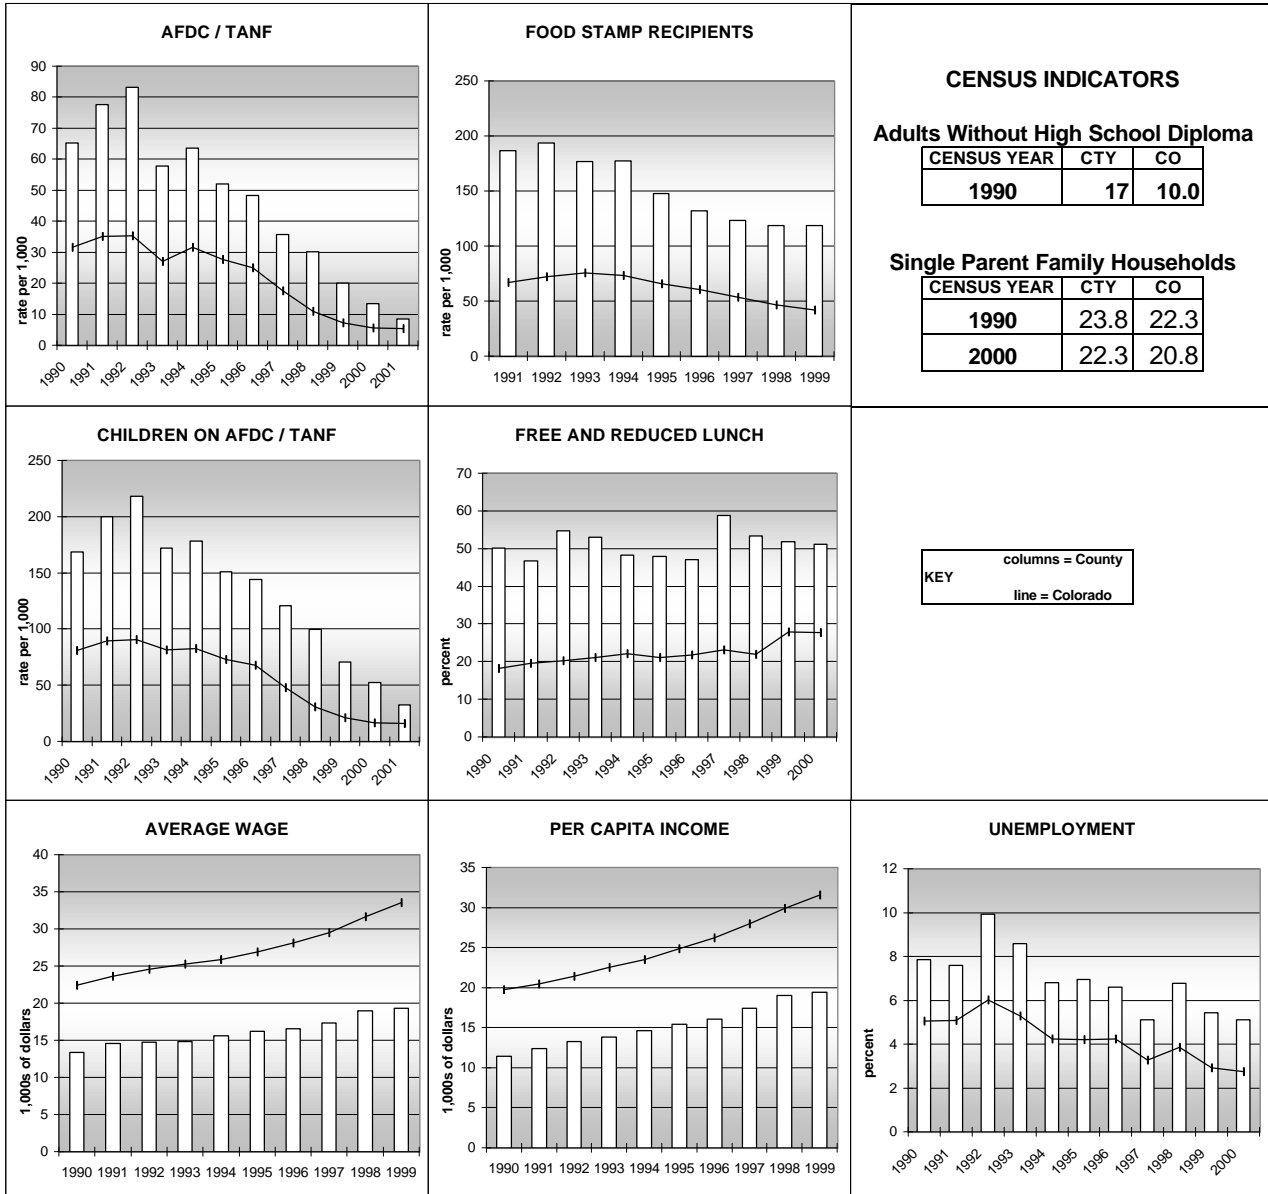 AFDC / TANF
90
80
70
60
50
40
30
20
10
0
rate per 1,000
1990 1991 1992 1993 1994 1995 1996 1997 1998 1999 2000 2001
FOOD STAMP RECIPIENTS
250
200
150
100
50
0
rate per 1,000
1991 1992 1993 1994 1995 1996 1997 1998 1999
CENSUS INDICATORS
Adults Without High School Diploma
CENSUS YEAR CTY CO
1990 17 10.0
Single Parent Family Households
CENSUS YEAR CTY CO
1990 23.8 22.3
2000 22.3 20.8
CHILDREN ON AFDC / TANF
250
200
150
100
50
0
rate per 1,000
1990 1991 1992 1993 1994 1995 1996 1997 1998 1999 2000 2001
FREE AND REDUCED LUNCH
70
60
50
40
30
20
10
0
percent
1990 1991 1992 1993 1994 1995 1996 1997 1998 1999 2000
columns = County
KEY
line = Colorado
AVERAGE WAGE
40
35
30
25
20
15
10
5
0
1,000s of dollars
1990 1991 1992 1993 1994 1995 1996 1997 1998 1999
PER CAPITA INCOME
35
30
25
20
15
10
5
0
1,000s of dollars
1990 1991 1992 1993 1994 1995 1996 1997 1998 1999
UNEMPLOYMENT
12
10
8
6
4
2
0
percent
1990 1991 1992 1993 1994 1995 1996 1997 1998 1999 2000